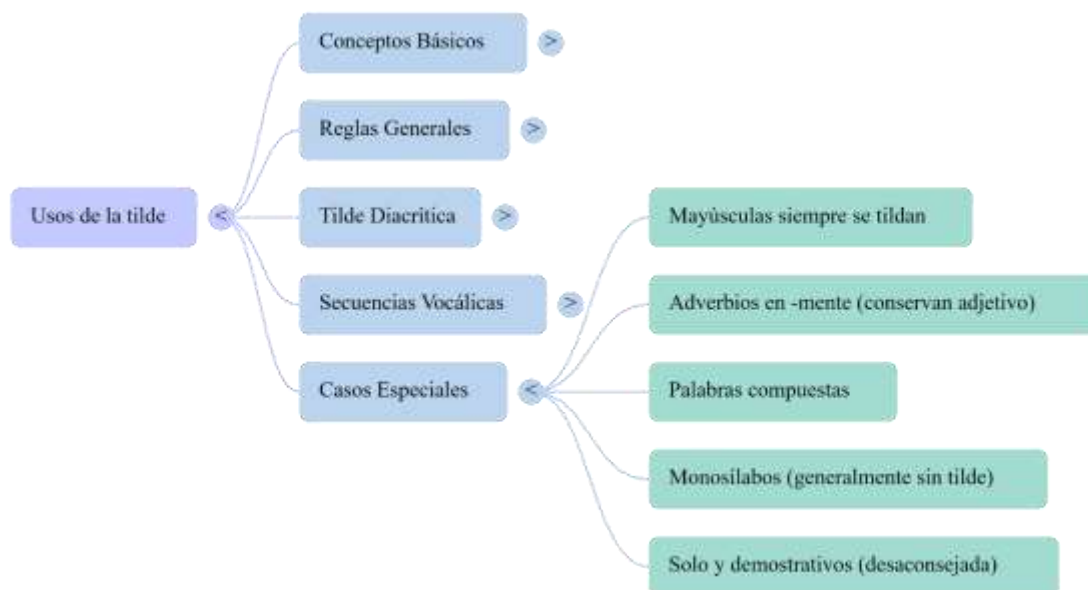 Usos de la tilde
<
Conceptos Básicos
>
Reglas Generales
>
Tilde Diacrítica
>
Secuencias Vocálicas
>
Casos Especiales
<
Mayúsculas siempre se tildan
Adverbios en -mente (conservan adjetivo)
Palabras compuestas
Monosílabos (generalmente sin tilde)
Solo y demostrativos (desaconsejada)